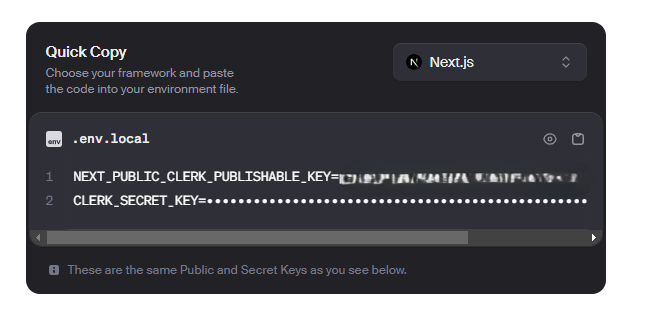 Quick Copy
Choose your framework and paste
the code into your environment file.
Next.js
env
.env.local
1 NEXT_PUBLIC_CLERK_PUBLISHABLE_KEY=
2 CLERK_SECRET_KEY=••••••••••••••••••••••••••••••••••••••••••••••••
These are the same Public and Secret Keys as you see below.